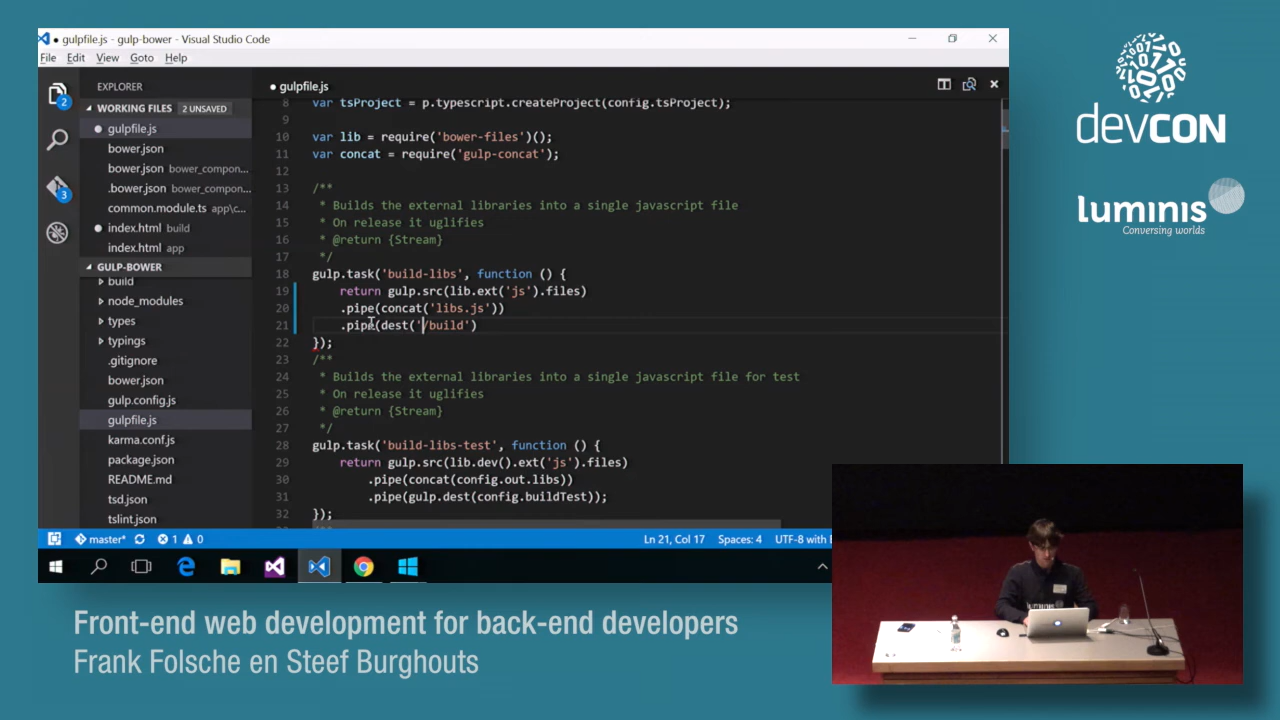 gulpfile.js - gulp-bower - Visual Studio Code
File Edit View Goto Help
EXPLORER
WORKING FILES 2 UNSAVED
gulpfile.js
bower.json
bower.json bower_compon...
.bower.json bower_compon...
common.module.ts app\c...
index.html build
index.html app
GULP-BOWER
build
node_modules
types
typings
.gitignore
bower.json
gulp.config.js
gulpfile.js
karma.conf.js
package.json
README.md
tsd.json
tslint.json
2
3
gulpfile.js
8 var tsProject = p.typescript.createProject(config.tsProject);
9
10 var lib = require('bower-files')();
11 var concat = require('gulp-concat');
12
13 /**
14 * Builds the external libraries into a single javascript file
15 * On release it uglifies
16 * @return {Stream}
17 */
18 gulp.task('build-libs', function () {
19 return gulp.src(lib.ext('js').files)
20 .pipe(concat('libs.js'))
21 .pipe(dest('/build')
22 });
23 /**
24 * Builds the external libraries into a single javascript file for test
25 * On release it uglifies
26 * @return {Stream}
27 */
28 gulp.task('build-libs-test', function () {
29 return gulp.src(lib.dev().ext('js').files)
30 .pipe(concat(config.out.libs))
31 .pipe(gulp.dest(config.buildTest));
32 });
master* 1 0 Ln 21, Col 17 Spaces: 4 UTF-8 with
devCON
luminis
Conversing worlds
Front-end web development for back-end developers
Frank Folsche en Steef Burghouts